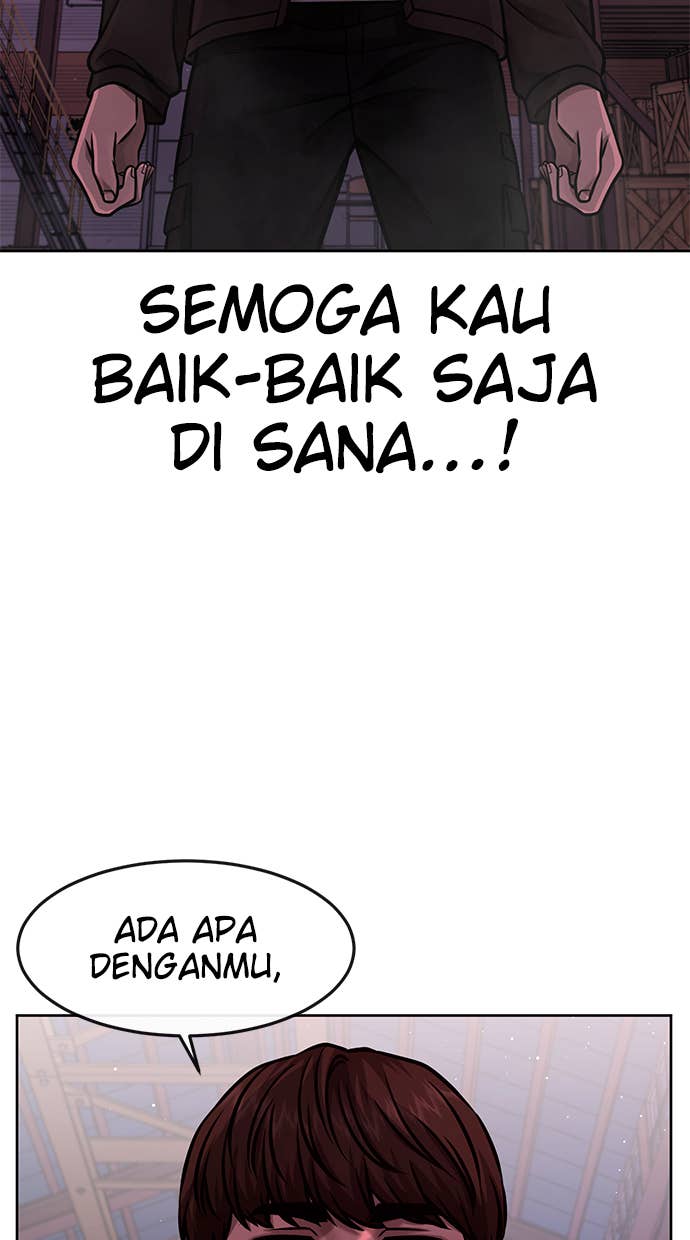 SEMOGA KAU
BAIK-BAIK SAJA
DI SANA...!
ADA APA
DENGANMU,